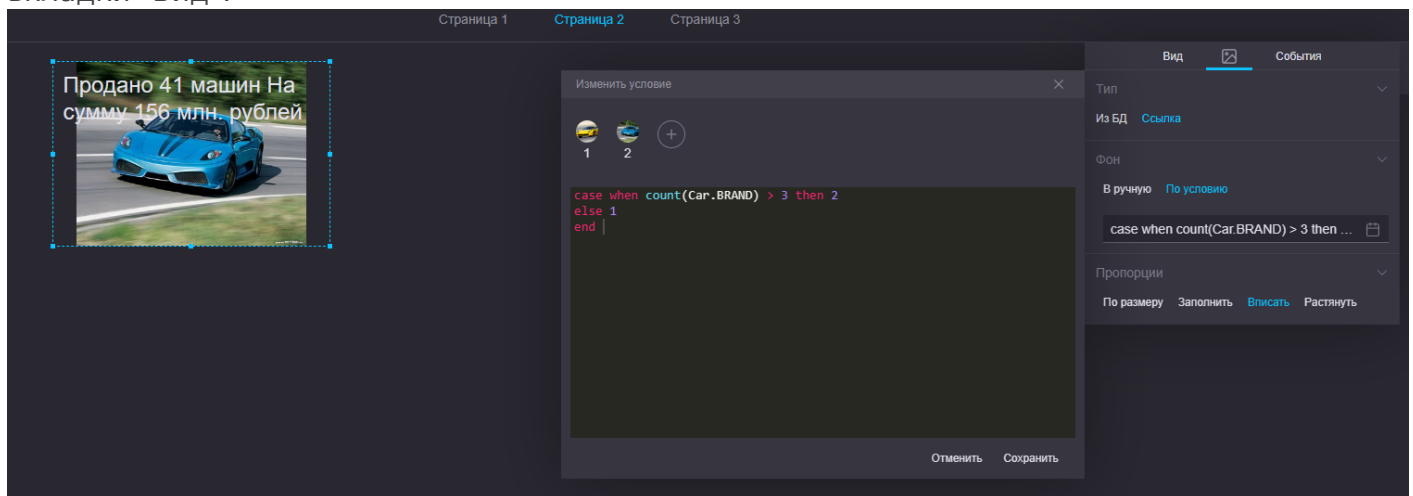 вкладки "Вид".
Страница 1 Страница 2 Страница 3
Продано 41 машин На
сумму 156 млн. рублей
Изменить условие
1 2
case when count(Car.BRAND) > 3 then 2
else 1
end
Отменить Сохранить
Вид События
Тип
Из БД Ссылка
Фон
В ручную По условию
case when count(Car.BRAND) > 3 then ...
Пропорции
По размеру Заполнить Вписать Растянуть